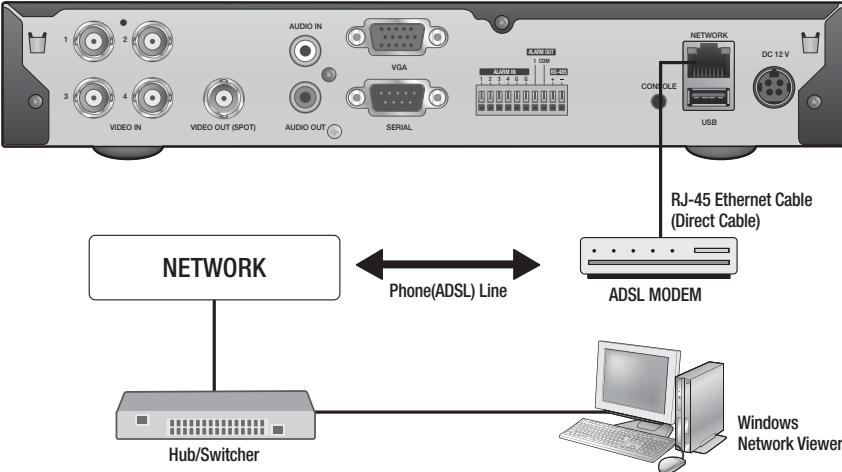 AUDIO IN
ALARM OUT
NETWORK
DC 12 V
1
2
VGA
1 COM
ALARM IN
RS-485
1 2 3 4 G G
+ −
CONSOLE
3
4
VIDEO IN
VIDEO OUT (SPOT)
AUDIO OUT
SERIAL
USB
RJ-45 Ethernet Cable
(Direct Cable)
NETWORK
Phone(ADSL) Line
ADSL MODEM
Hub/Switcher
Windows
Network Viewer